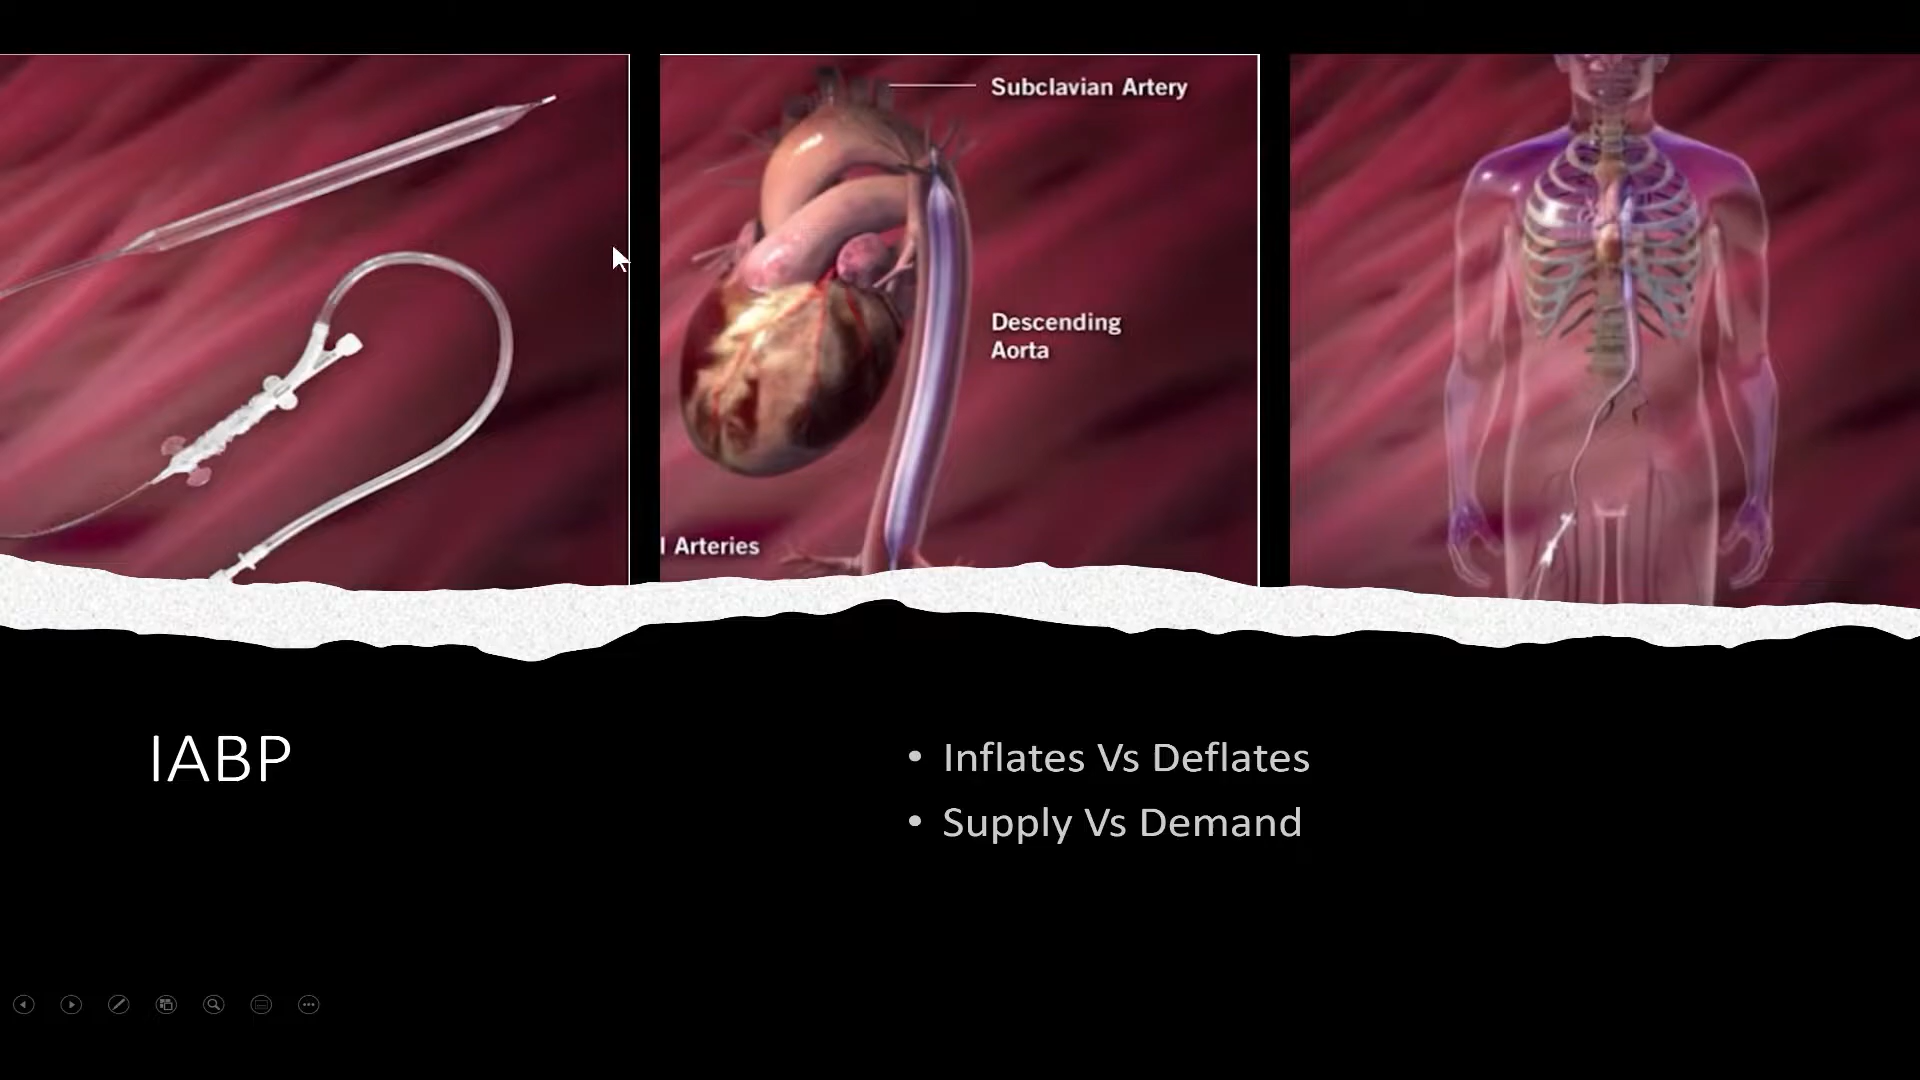 Subclavian Artery
Descending
Aorta
l Arteries
IABP
• Inflates Vs Deflates
• Supply Vs Demand